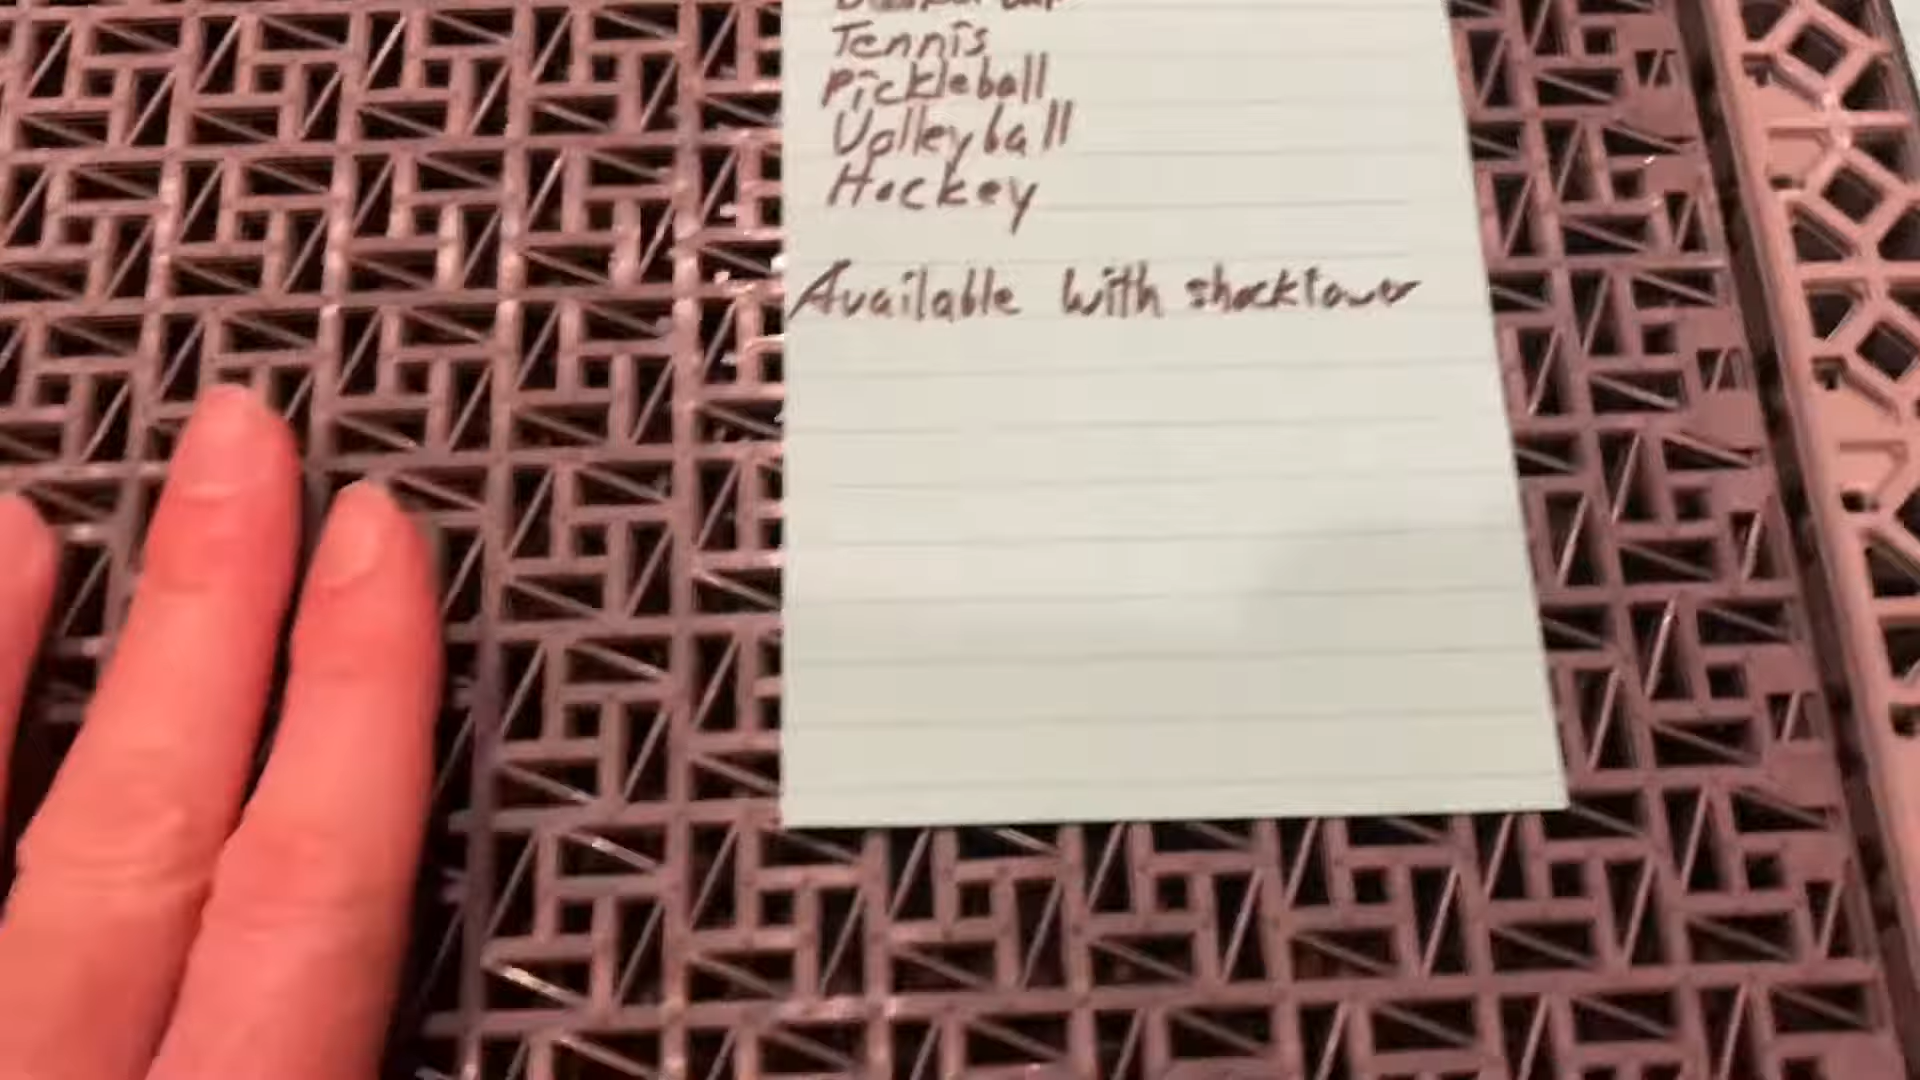 Tennis
Pickleball
Volleyball
Hockey
Available with shocktower